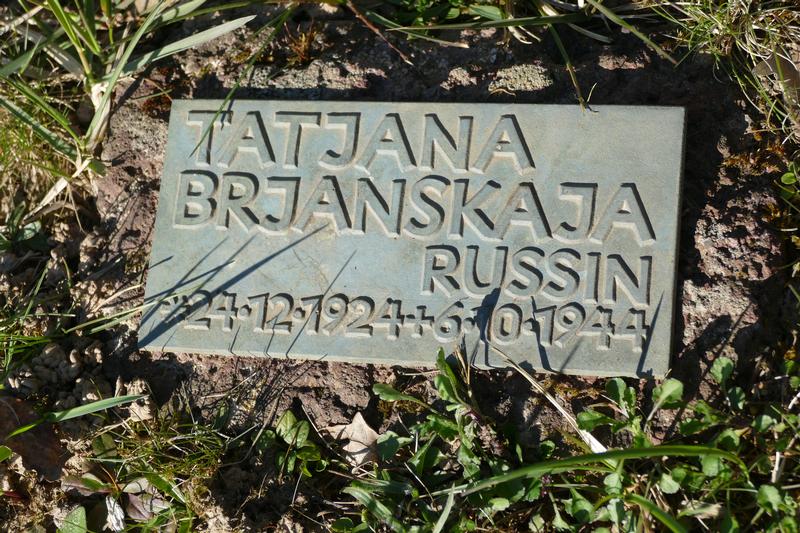 TATJANA
BRJANSKAJA
RUSSIN
*24·12·1924+6·10·1944